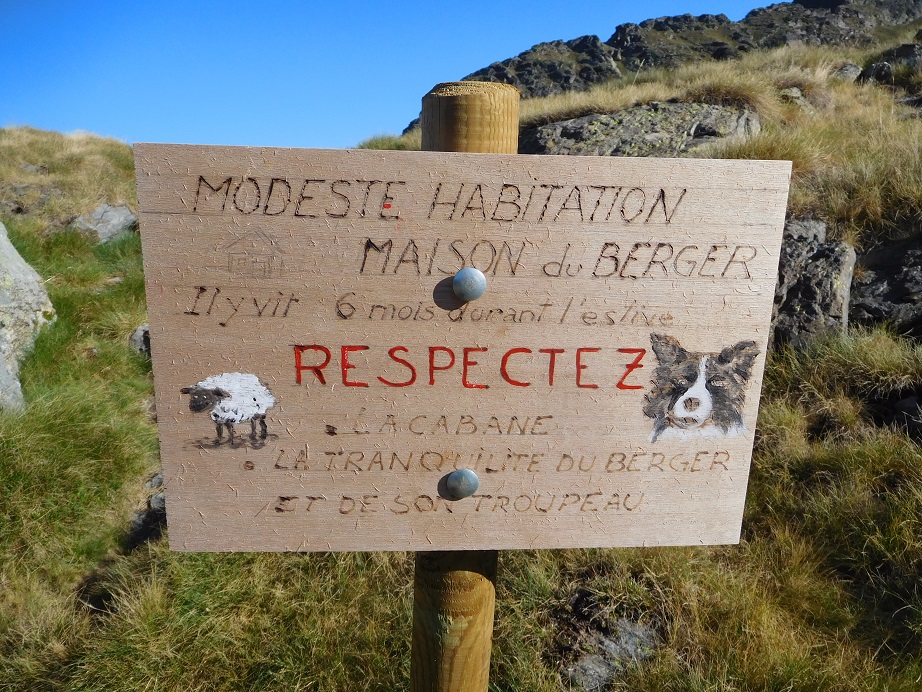 MODESTE HABITATION
MAISON du BERGER
Il y vit 6 mois durant l'estive
RESPECTEZ
. LA CABANE
. LA TRANQUILITE DU BERGER
ET DE SON TROUPEAU.